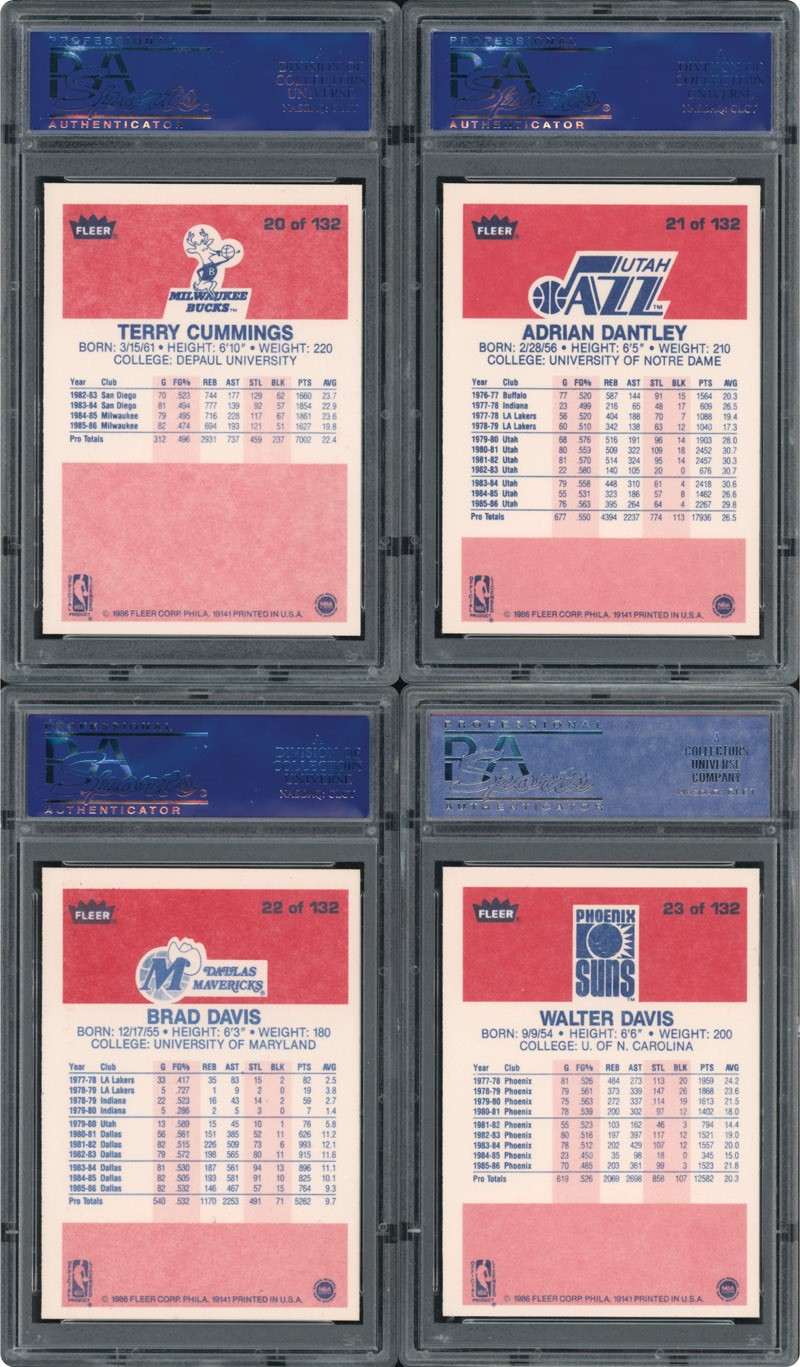 PROFESSIONAL
PSA
Sports
AUTHENTICATOR
A
DIVISION OF
COLLECTORS
UNIVERSE
NASDAQ: CLCT
FLEER
20 of 132
B
MILWAUKEE
BUCKS™
TERRY CUMMINGS
BORN: 3/15/61 • HEIGHT: 6'10" • WEIGHT: 220
COLLEGE: DEPAUL UNIVERSITY
Year Club G FG% REB AST STL BLK PTS AVG
1982-83 San Diego 70 .523 744 177 129 62 1660 23.7
1983-84 San Diego 81 .494 777 139 92 57 1854 22.9
1984-85 Milwaukee 79 .495 716 228 117 67 1861 23.6
1985-86 Milwaukee 82 .474 694 193 121 51 1627 19.8
Pro Totals 312 .496 2931 737 459 237 7002 22.4
NBA
© 1986 FLEER CORP. PHILA. 19141 PRINTED IN U.S.A.
PROFESSIONAL
PSA
Sports
AUTHENTICATOR
A
DIVISION OF
COLLECTORS
UNIVERSE
NASDAQ: CLCT
FLEER
21 of 132
UTAH
JAZZ™
ADRIAN DANTLEY
BORN: 2/28/56 • HEIGHT: 6'5" • WEIGHT: 210
COLLEGE: UNIVERSITY OF NOTRE DAME
Year Club G FG% REB AST STL BLK PTS AVG
1976-77 Buffalo 77 .520 587 144 91 15 1564 20.3
1977-78 Indiana 23 .499 216 65 48 17 609 26.5
1977-78 LA Lakers 56 .520 404 188 70 7 1088 19.4
1978-79 LA Lakers 60 .510 342 138 63 12 1040 17.3
1979-80 Utah 68 .576 516 191 96 14 1903 28.0
1980-81 Utah 80 .559 509 322 109 18 2452 30.7
1981-82 Utah 81 .570 514 324 95 14 2457 30.3
1982-83 Utah 22 .580 140 105 20 0 676 30.7
1983-84 Utah 79 .558 448 310 61 4 2418 30.6
1984-85 Utah 55 .531 323 186 57 8 1462 26.6
1985-86 Utah 76 .563 395 264 64 4 2267 29.8
Pro Totals 677 .550 4394 2237 774 113 17936 26.5
NBA
© 1986 FLEER CORP. PHILA. 19141 PRINTED IN U.S.A.
PROFESSIONAL
PSA
Sports
AUTHENTICATOR
A
DIVISION OF
COLLECTORS
UNIVERSE
NASDAQ: CLCT
FLEER
22 of 132
M DALLAS
MAVERICKS®
BRAD DAVIS
BORN: 12/17/55 • HEIGHT: 6'3" • WEIGHT: 180
COLLEGE: UNIVERSITY OF MARYLAND
Year Club G FG% REB AST STL BLK PTS AVG
1977-78 LA Lakers 33 .417 35 83 15 2 82 2.5
1978-79 LA Lakers 5 .727 1 9 2 0 19 3.8
1978-79 Indiana 22 .523 16 43 14 2 59 2.7
1979-80 Indiana 5 .286 2 5 3 0 7 1.4
1979-80 Utah 13 .589 15 45 10 1 76 5.8
1980-81 Dallas 56 .561 151 385 52 11 626 11.2
1981-82 Dallas 82 .515 226 509 73 6 993 12.1
1982-83 Dallas 79 .572 198 565 80 11 915 11.6
1983-84 Dallas 81 .530 187 561 94 13 896 11.1
1984-85 Dallas 82 .505 193 581 91 10 825 10.1
1985-86 Dallas 82 .532 146 467 57 15 764 9.3
Pro Totals 540 .532 1170 2253 491 71 5262 9.7
NBA
© 1986 FLEER CORP. PHILA. 19141 PRINTED IN U.S.A.
PROFESSIONAL
PSA
Sports
AUTHENTICATOR
A
COLLECTORS
UNIVERSE
COMPANY
NASDAQ: CLCT
FLEER
23 of 132
PHOENIX
SUNS™
WALTER DAVIS
BORN: 9/9/54 • HEIGHT: 6'6" • WEIGHT: 200
COLLEGE: U. OF N. CAROLINA
Year Club G FG% REB AST STL BLK PTS AVG
1977-78 Phoenix 81 .526 484 273 113 20 1959 24.2
1978-79 Phoenix 79 .561 373 339 147 26 1868 23.6
1979-80 Phoenix 75 .563 272 337 114 19 1613 21.5
1980-81 Phoenix 78 .539 200 302 97 12 1402 18.0
1981-82 Phoenix 55 .523 103 162 46 3 794 14.4
1982-83 Phoenix 80 .516 197 397 117 12 1521 19.0
1983-84 Phoenix 78 .512 202 429 107 12 1557 20.0
1984-85 Phoenix 23 .450 35 98 18 0 345 15.0
1985-86 Phoenix 70 .485 203 361 99 3 1523 21.8
Pro Totals 619 .526 2069 2698 858 107 12582 20.3
NBA
© 1986 FLEER CORP. PHILA. 19141 PRINTED IN U.S.A.